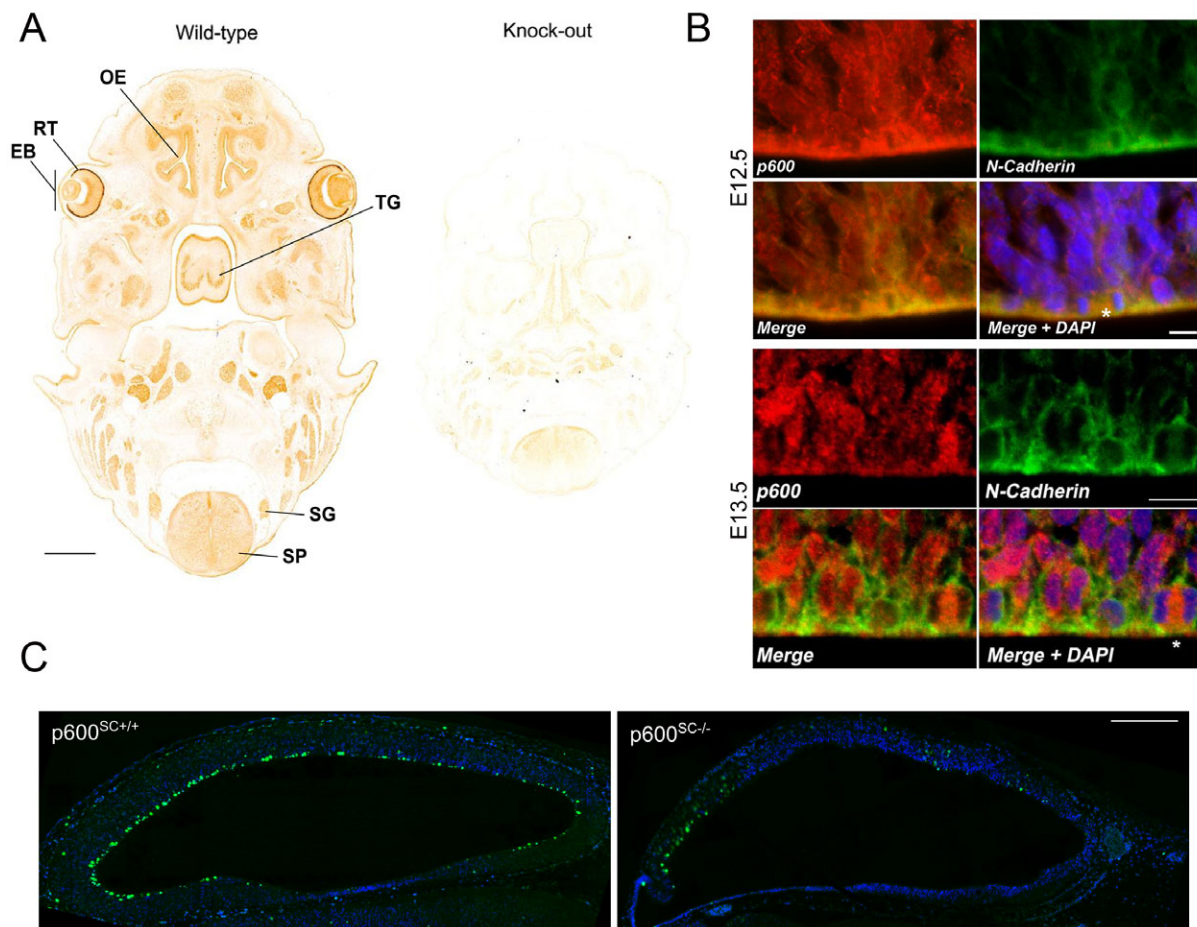 A
Wild-type
Knock-out
OE
RT
EB
TG
SG
SP
B
E12.5
p600
N-Cadherin
Merge
Merge + DAPI
*
E13.5
p600
N-Cadherin
Merge
Merge + DAPI
*
C
p600SC+/+
p600SC-/-